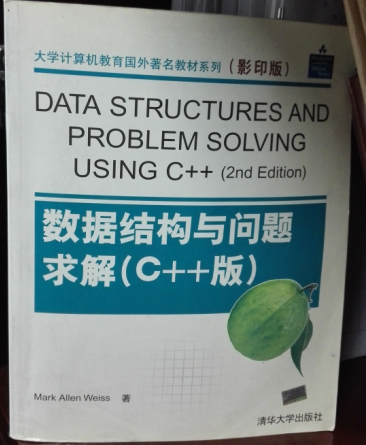 大学计算机教育国外著名教材系列（影印版）
DATA STRUCTURES AND
PROBLEM SOLVING
USING C++ (2nd Edition)
数据结构与问题
求解（C++版）
Mark Allen Weiss 著
清华大学出版社